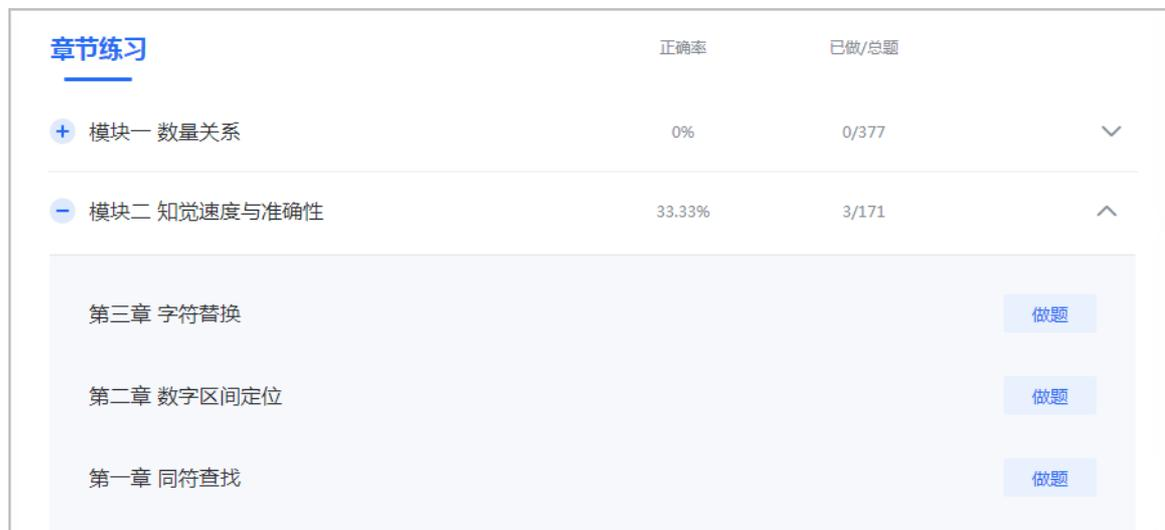 章节练习 正确率 已做/总题
模块一 数量关系 0% 0/377
模块二 知觉速度与准确性 33.33% 3/171
第三章 字符替换 做题
第二章 数字区间定位 做题
第一章 同符查找 做题